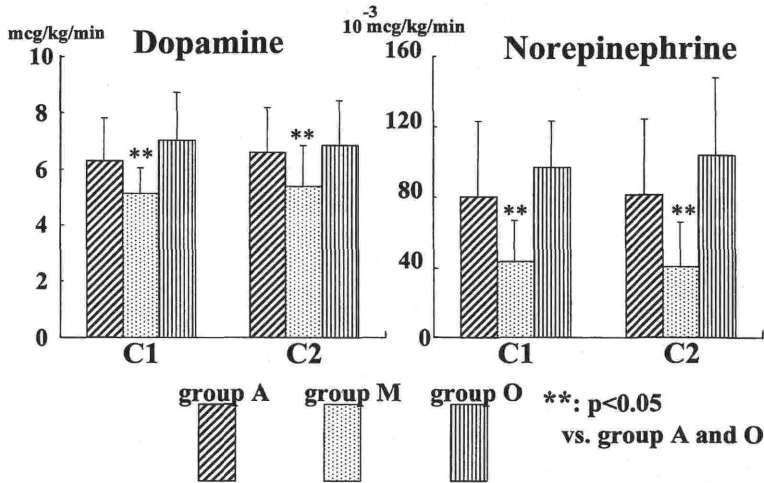 mcg/kg/min
Dopamine
10
8
6
4
2
0
**
**
C1
C2
-3
10 mcg/kg/min
Norepinephrine
160
120
80
40
0
**
**
C1
C2
group A
group M
group O
**: p<0.05
vs. group A and O